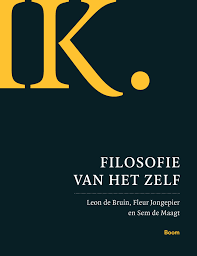 IK.
FILOSOFIE
VAN HET ZELF
Leon de Bruin, Fleur Jongepier
en Sem de Maagt
Boom